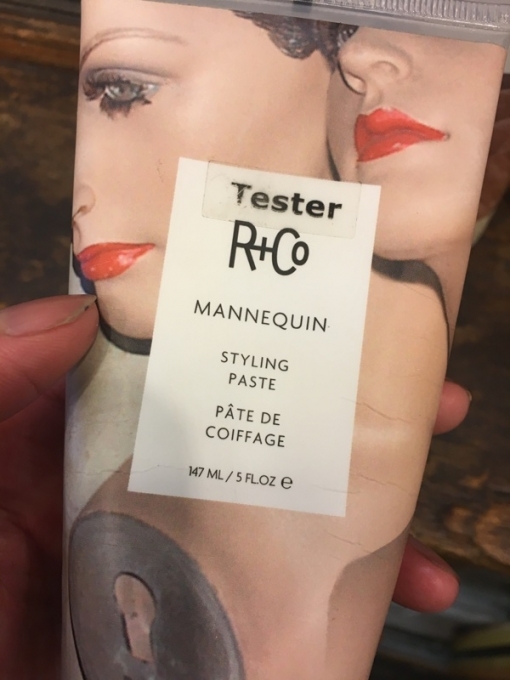 Tester
R+Co
MANNEQUIN
STYLING
PASTE
PÂTE DE
COIFFAGE
147 ML / 5 FL.OZ ℮